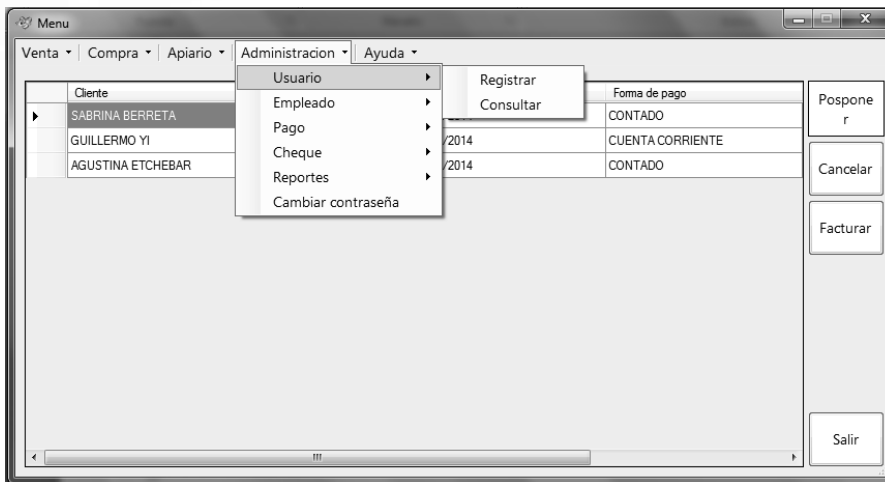 Menu
Venta Compra Apiario Administracion Ayuda
Usuario
Empleado
Pago
Cheque
Reportes
Cambiar contraseña
Registrar
Consultar
Cliente Forma de pago
SABRINA BERRETA CONTADO
GUILLERMO YI /2014 CUENTA CORRIENTE
AGUSTINA ETCHEBAR /2014 CONTADO
Pospone
r
Cancelar
Facturar
Salir